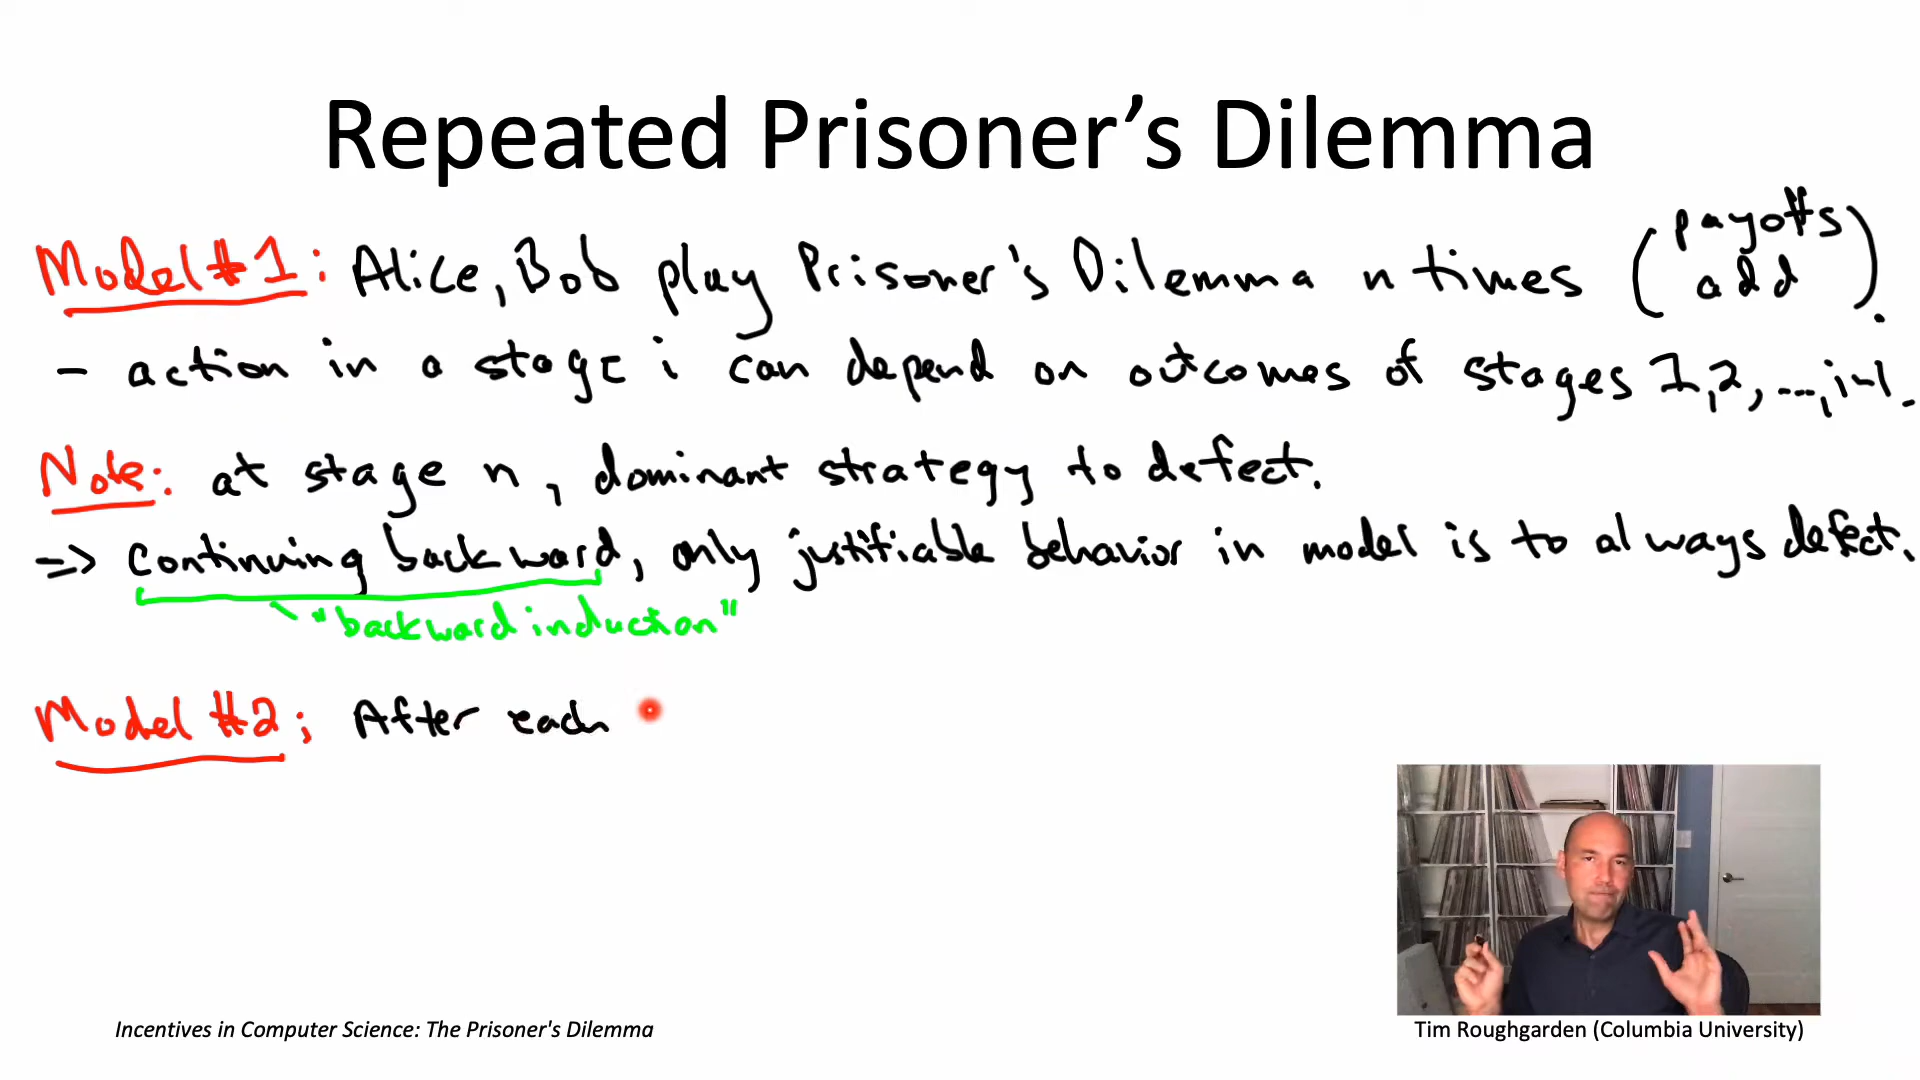 Repeated Prisoner's Dilemma
Model #1: Alice, Bob play Prisoner's Dilemma n times (payoffs add).
- action in a stage i can depend on outcomes of stages 1,2, ..., i-1.
Note: at stage n, dominant strategy to defect.
=> continuing backward, only justifiable behavior in model is to always defect.
"backward induction"
Model #2: After each
Incentives in Computer Science: The Prisoner's Dilemma
Tim Roughgarden (Columbia University)